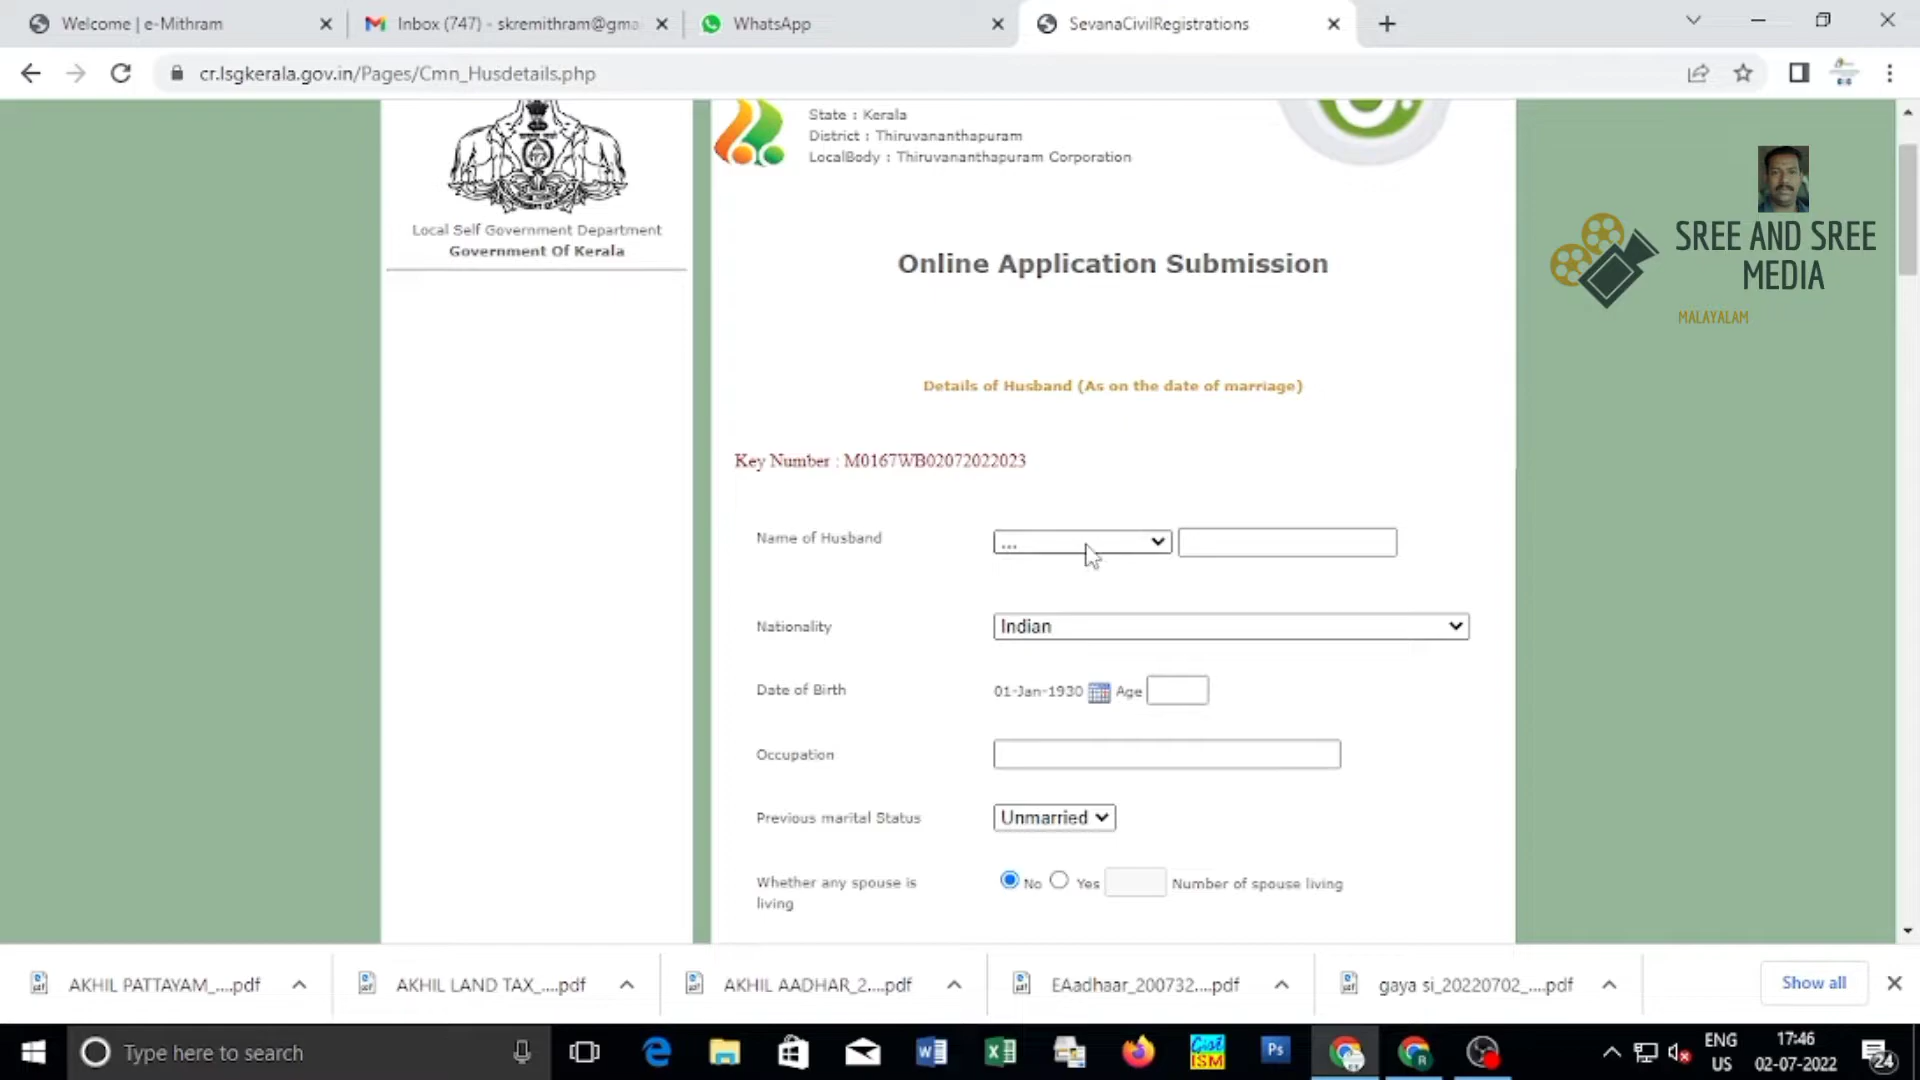 Welcome | e-Mithram
Inbox (747) - skremithram@gma
WhatsApp
SevanaCivilRegistrations
cr.lsgkerala.gov.in/Pages/Cmn_Husdetails.php
State : Kerala
District : Thiruvananthapuram
LocalBody : Thiruvananthapuram Corporation
Local Self Government Department
Government Of Kerala
SREE AND SREE
MEDIA
MALAYALAM
Online Application Submission
Details of Husband (As on the date of marriage)
Key Number : M0167WB02072022023
Name of Husband
...
Nationality
Indian
Date of Birth
01-Jan-1930
Age
Occupation
Previous marital Status
Unmarried
Whether any spouse is
living
No
Yes
Number of spouse living
AKHIL PATTAYAM_....pdf
AKHIL LAND TAX_....pdf
AKHIL AADHAR_2....pdf
EAadhaar_200732....pdf
gaya si_20220702_....pdf
Show all
Type here to search
Gist
ISM
Ps
R
ENG
US
17:46
02-07-2022
24